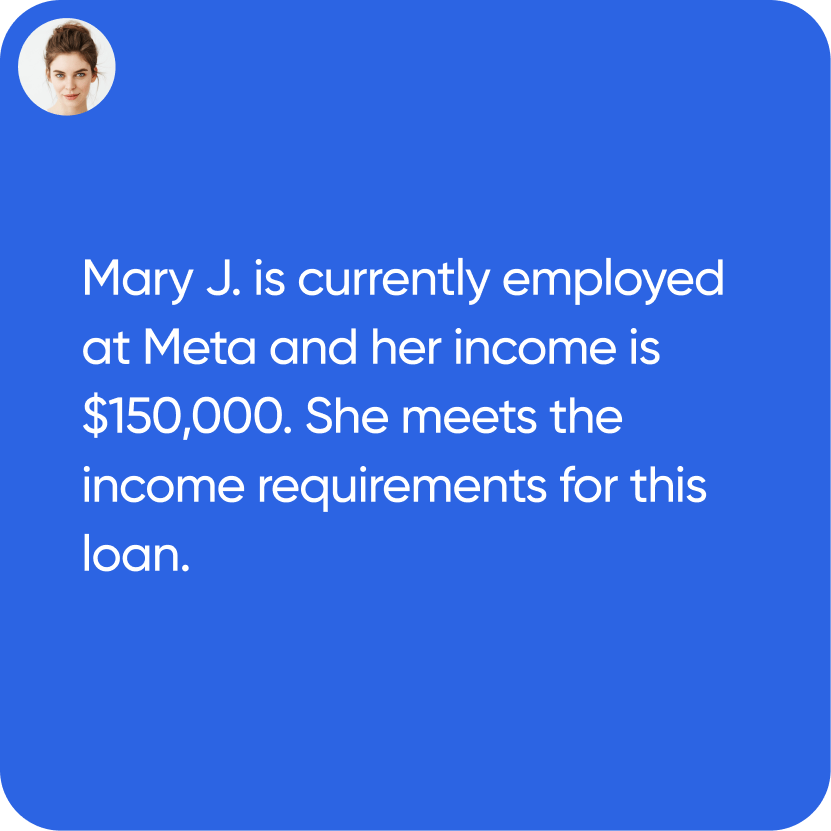 Mary J. is currently employed
at Meta and her income is
$150,000. She meets the
income requirements for this
loan.